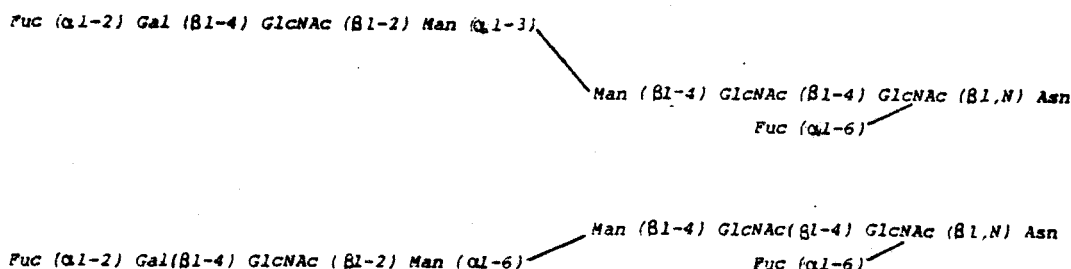 Fuc (α1-2) Gal (β1-4) GlcNAc (β1-2) Man (α1-3)
Man (β1-4) GlcNAc (β1-4) GlcNAc (β1,N) Asn
Fuc (α1-6)
Man (β1-4) GlcNAc(β1-4) GlcNAc (β1,N) Asn
Fuc (α1-2) Gal(β1-4) GlcNAc (β1-2) Man (α1-6)
Fuc (α1-6)